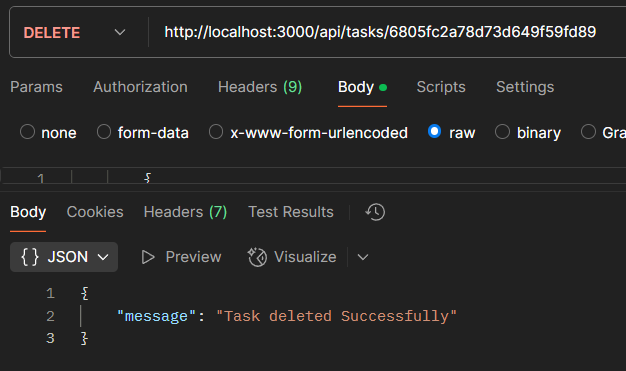 DELETE http://localhost:3000/api/tasks/6805fc2a78d73d649f59fd89
Params Authorization Headers (9) Body Scripts Settings
none form-data x-www-form-urlencoded raw binary Gra
1 {
Body Cookies Headers (7) Test Results
{} JSON Preview Visualize
1 {
2 "message": "Task deleted Successfully"
3 }